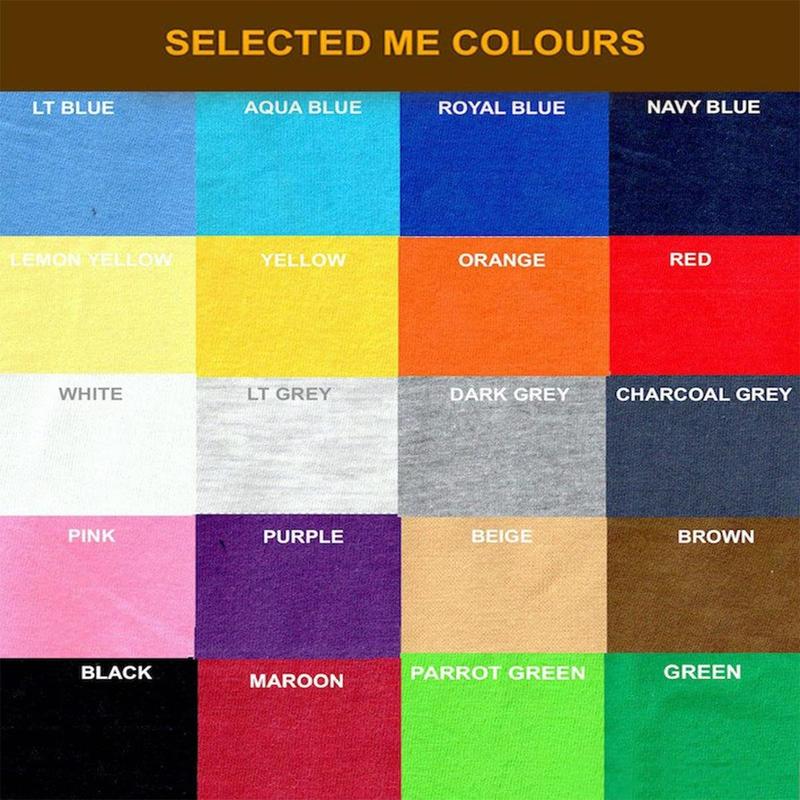 SELECTED ME COLOURS
LT BLUE
AQUA BLUE
ROYAL BLUE
NAVY BLUE
LEMON YELLOW
YELLOW
ORANGE
RED
WHITE
LT GREY
DARK GREY
CHARCOAL GREY
PINK
PURPLE
BEIGE
BROWN
BLACK
MAROON
PARROT GREEN
GREEN